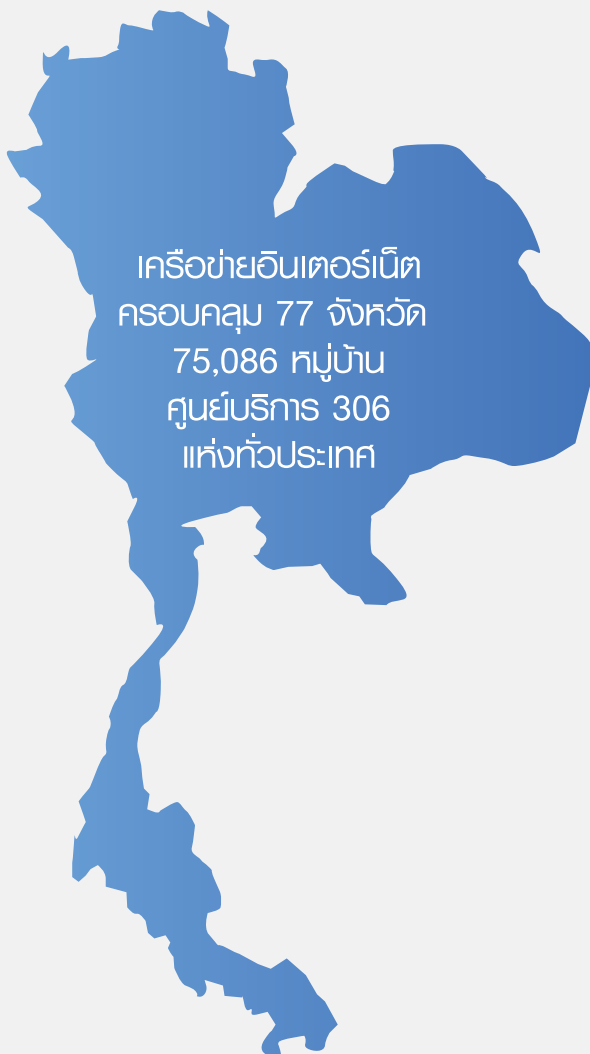 เครือข่ายอินเตอร์เน็ต
ครอบคลุม 77 จังหวัด
75,086 หมู่บ้าน
ศูนย์บริการ 306
แห่งทั่วประเทศ